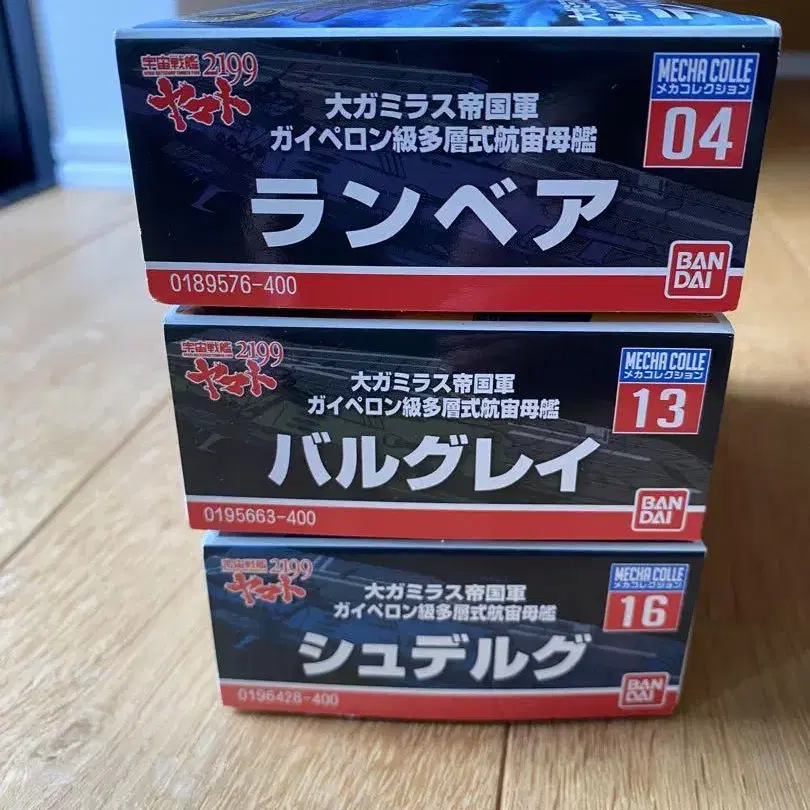 宇宙戦艦
ヤマト2199
大ガミラス帝国軍
ガイペロン級多層式航宙母艦
ランベア
MECHA COLLE
メカコレクション
04
0189576-400
BAN
DAI
宇宙戦艦
ヤマト2199
大ガミラス帝国軍
ガイペロン級多層式航宙母艦
バルグレイ
MECHA COLLE
メカコレクション
13
0195663-400
BAN
DAI
宇宙戦艦
ヤマト2199
大ガミラス帝国軍
ガイペロン級多層式航宙母艦
シュデルグ
MECHA COLLE
メカコレクション
16
0196428-400
BAN
DAI